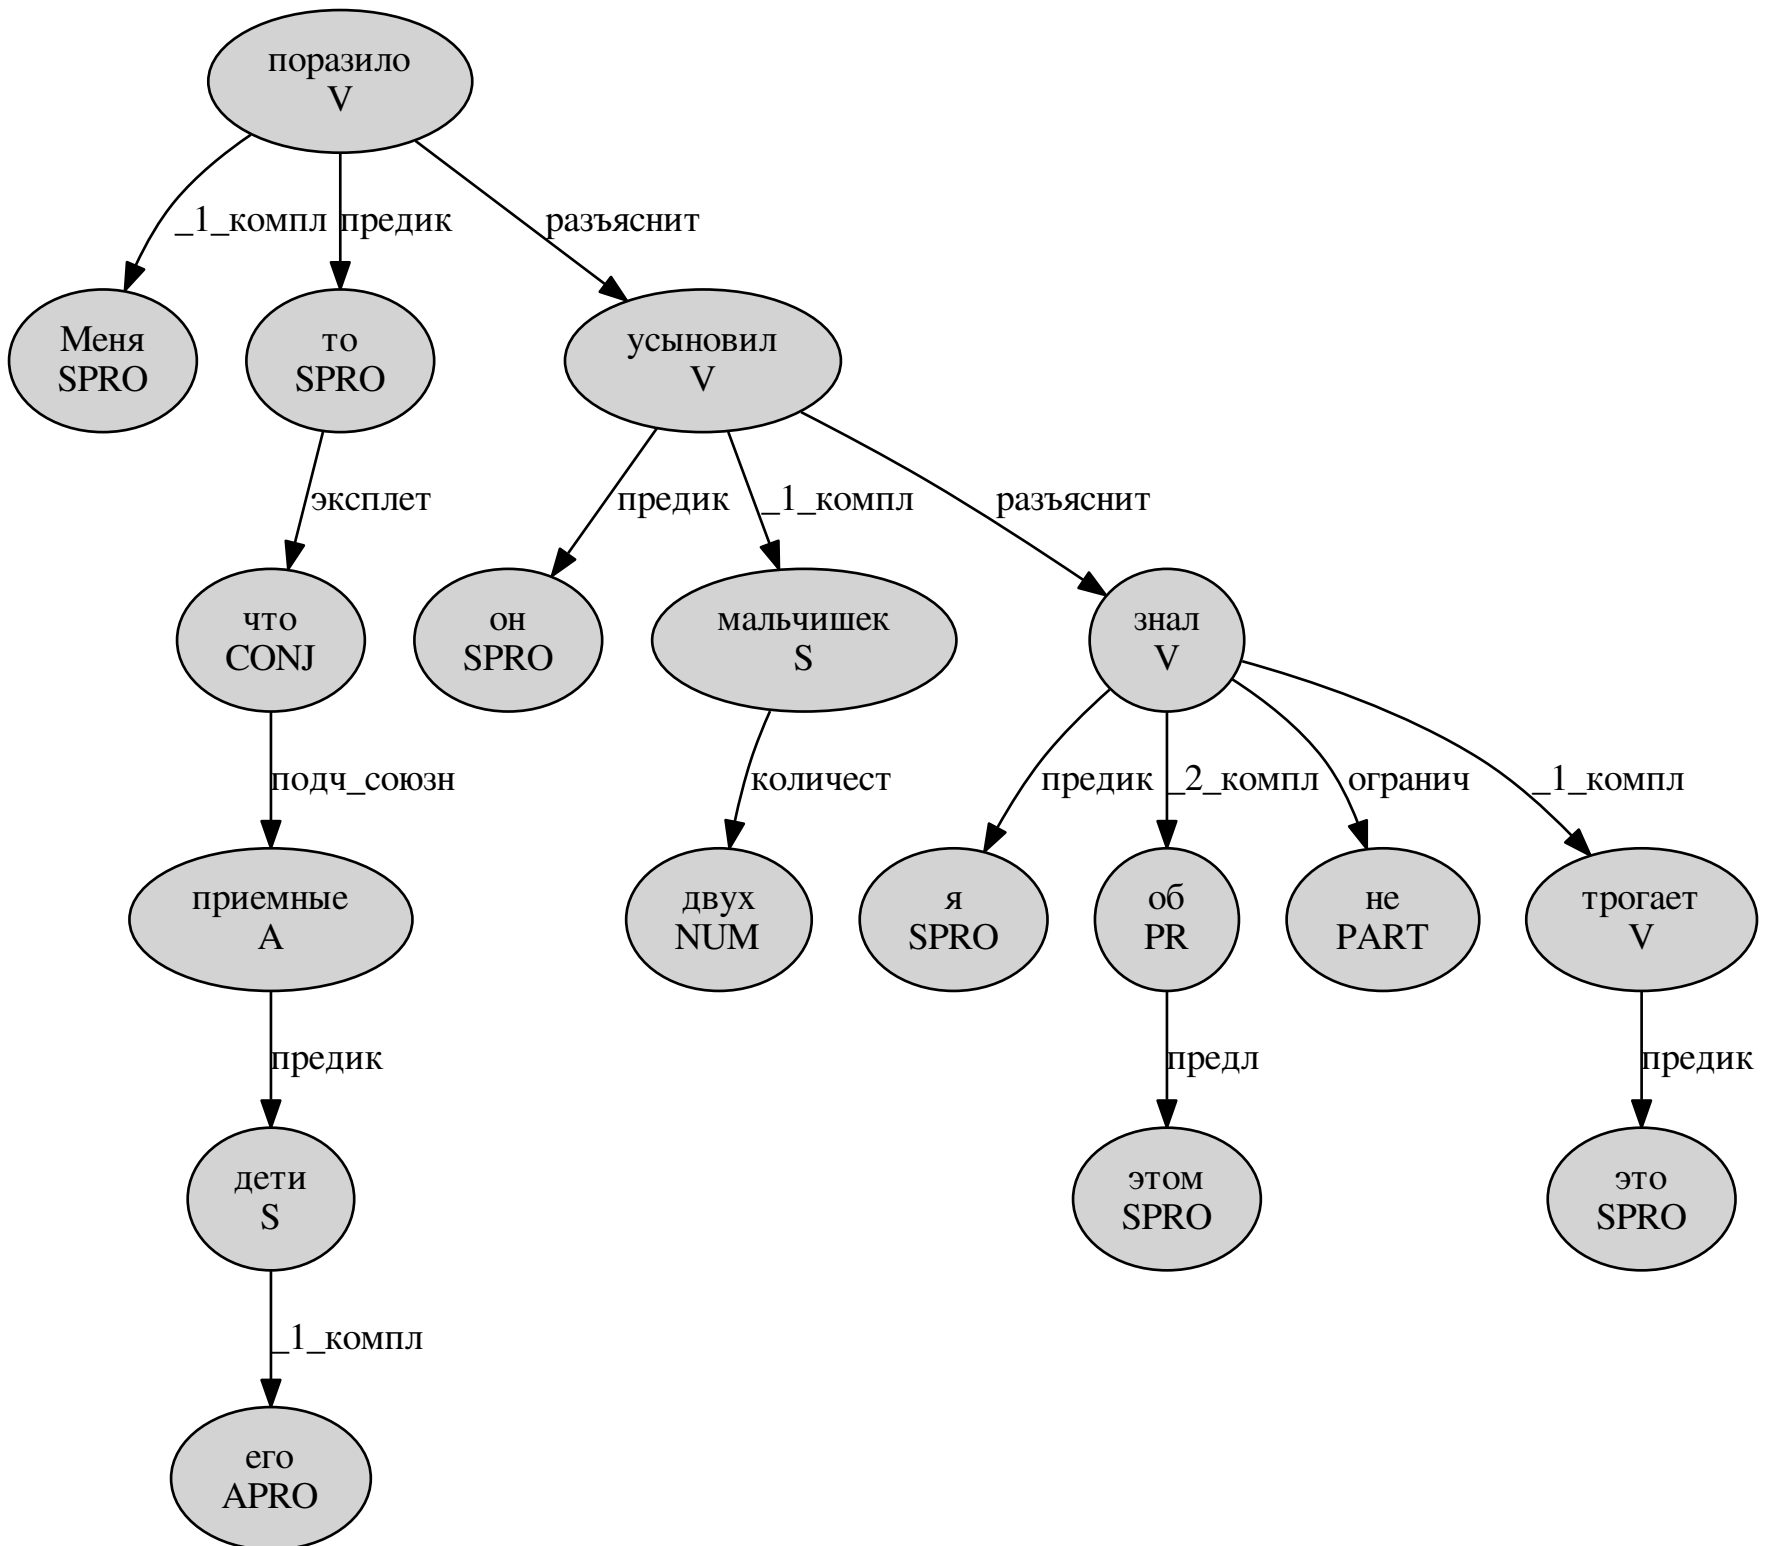 поразило
V
_1_компл
предик
разъяснит
Меня
SPRO
то
SPRO
усыновил
V
эксплет
предик
_1_компл
разъяснит
что
CONJ
он
SPRO
мальчишек
S
знал
V
подч_союзн
количест
предик
_2_компл
огранич
_1_компл
приемные
A
двух
NUM
я
SPRO
об
PR
не
PART
трогает
V
предик
предл
предик
дети
S
этом
SPRO
это
SPRO
_1_компл
его
APRO